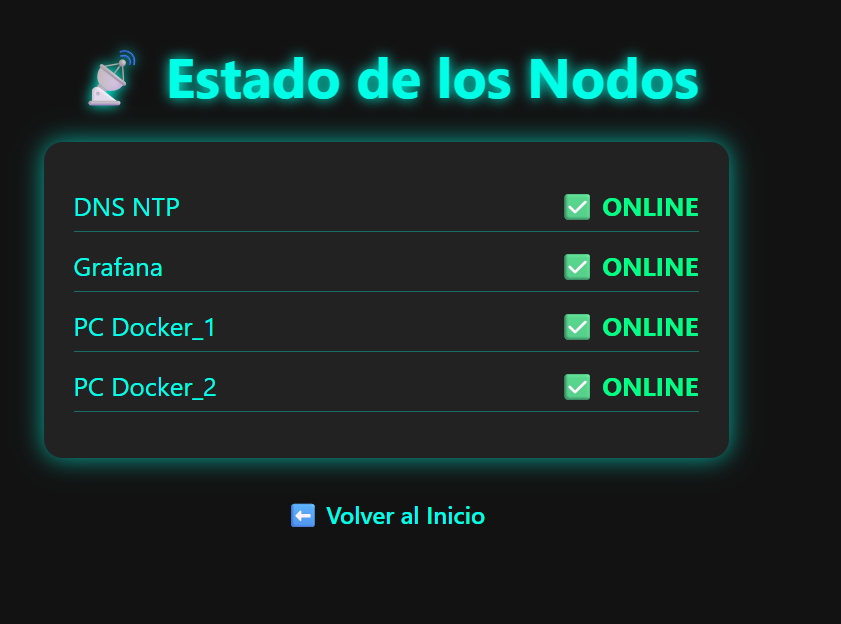 Estado de los Nodos
DNS NTP ✅ ONLINE
Grafana ✅ ONLINE
PC Docker_1 ✅ ONLINE
PC Docker_2 ✅ ONLINE
⬅️ Volver al Inicio